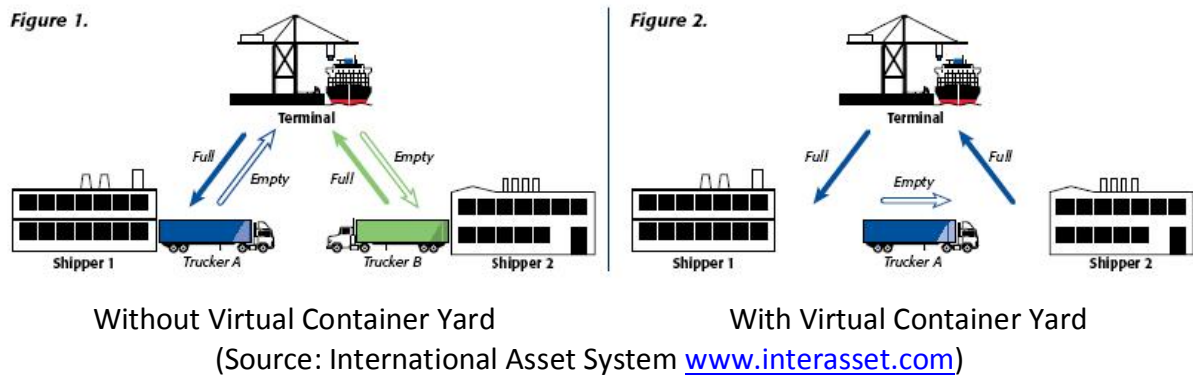 Figure 1.
Terminal
Full
Empty
Full
Empty
Shipper 1
Trucker A
Trucker B
Shipper 2
Figure 2.
Terminal
Full
Full
Empty
Shipper 1
Trucker A
Shipper 2
Without Virtual Container Yard
With Virtual Container Yard
(Source: International Asset System www.interasset.com)